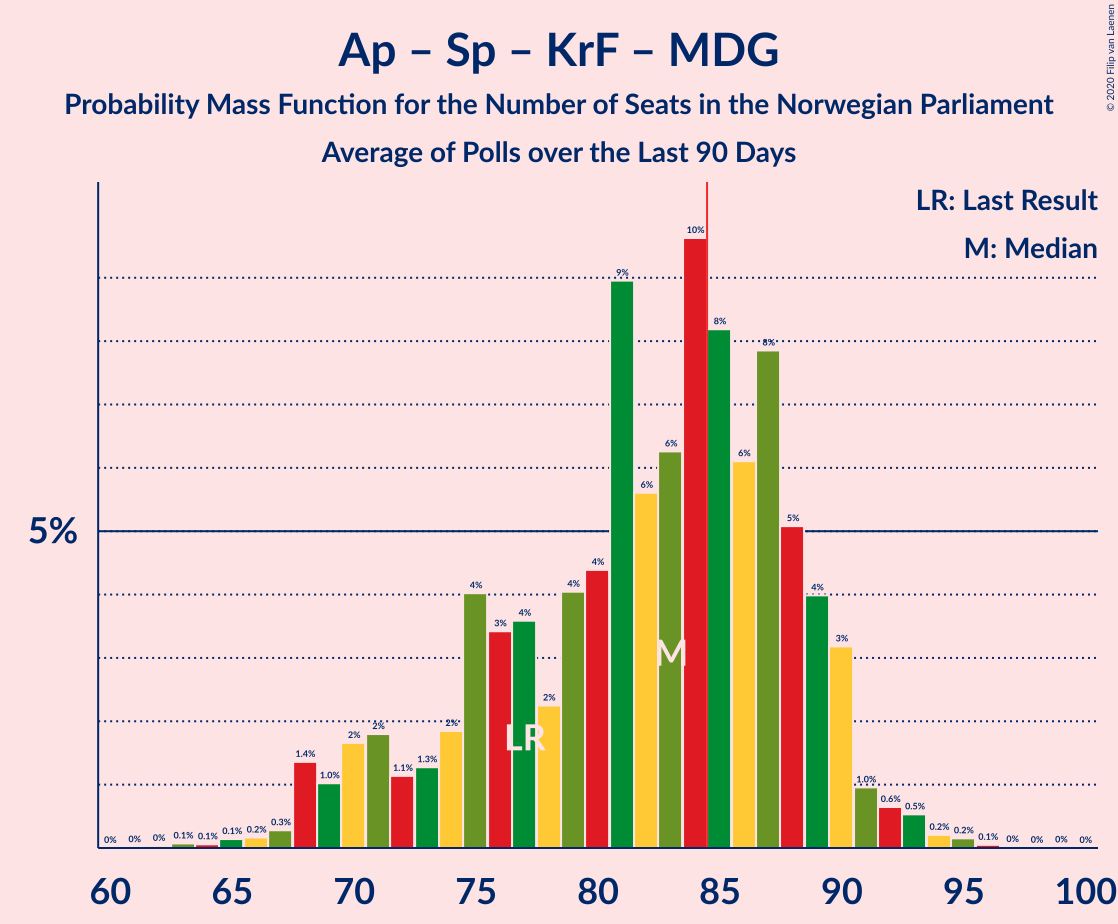 Ap – Sp – KrF – MDG
Probability Mass Function for the Number of Seats in the Norwegian Parliament
Average of Polls over the Last 90 Days
© 2020 Filip van Laenen
LR: Last Result
M: Median
5%
0% 0% 0% 0.1% 0.1% 0.1% 0.2% 0.3% 1.4% 1.0% 2% 2% 1.1% 1.3% 2% 4% 3% 4% 2% 4% 4% 9% 6% 6% 10% 8% 6% 8% 5% 4% 3% 1.0% 0.6% 0.5% 0.2% 0.2% 0.1% 0% 0% 0% 0%
M
LR
60 65 70 75 80 85 90 95 100